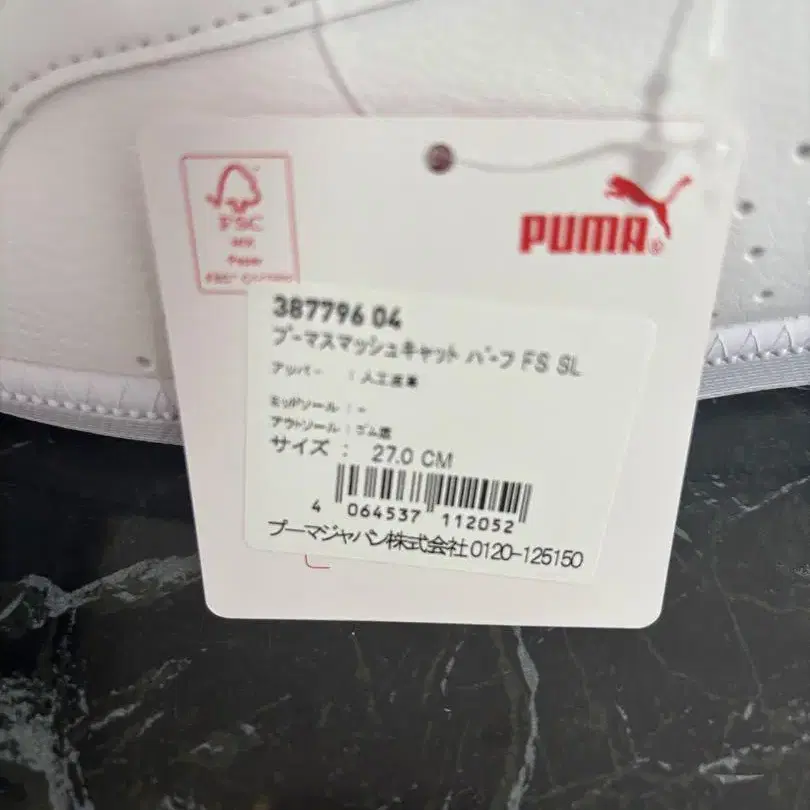 FSC
MIX
Paper
PUMA®
387796 04
プーマスマッシュキャット パーフ FS SL
アッパー : 人工皮革
ミッドソール : -
アウトソール : ゴム底
サイズ : 27.0 CM
4 064537 112052
プーマジャパン株式会社 0120-125150